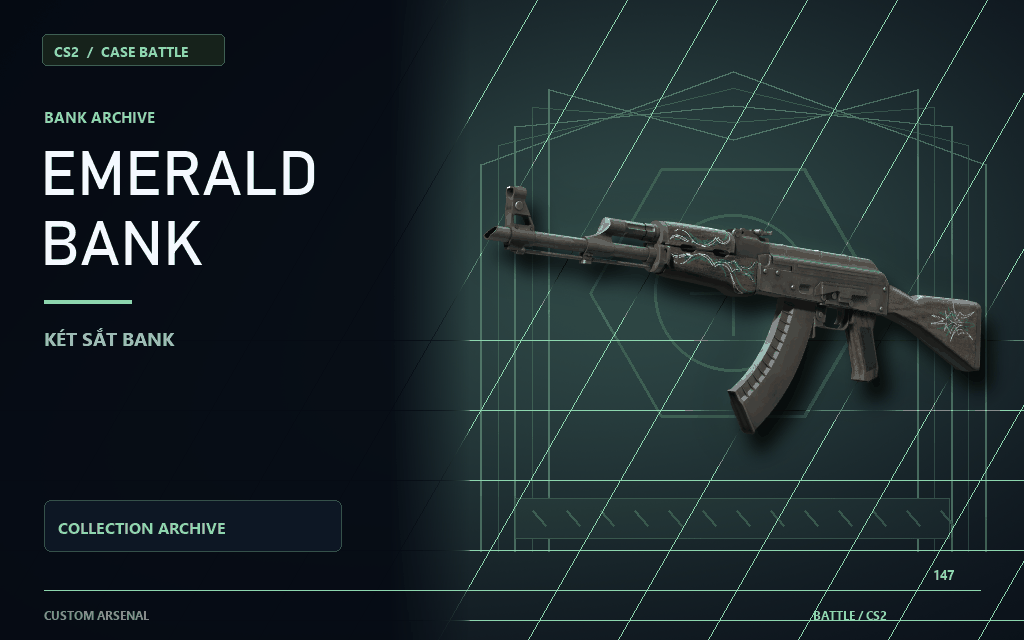 CS2 / CASE BATTLE
BANK ARCHIVE
EMERALD
BANK
KÉT SẮT BANK
COLLECTION ARCHIVE
147
CUSTOM ARSENAL
BATTLE / CS2